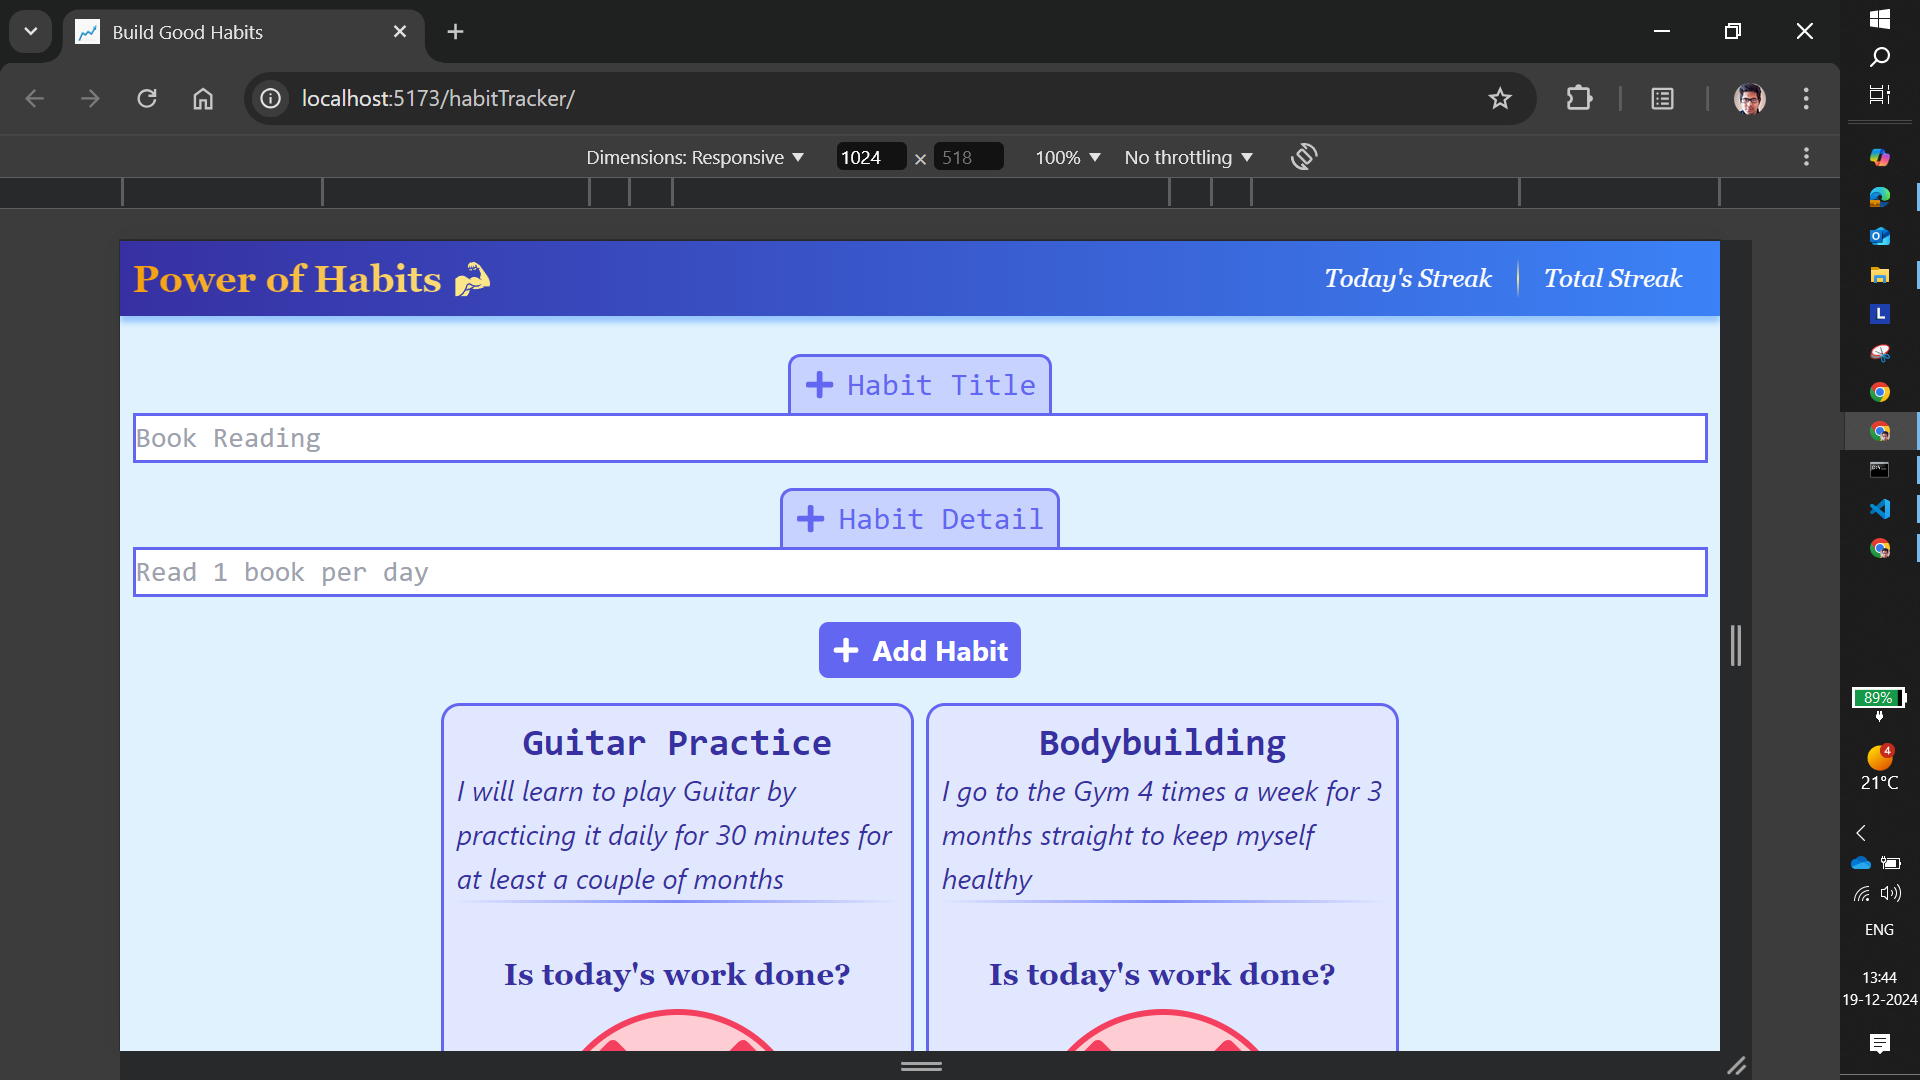 Build Good Habits
localhost:5173/habitTracker/
Dimensions: Responsive
1024
×
518
100%
No throttling
Power of Habits
Today's Streak
Total Streak
Habit Title
Book Reading
Habit Detail
Read 1 book per day
Add Habit
Guitar Practice
I will learn to play Guitar by
practicing it daily for 30 minutes for
at least a couple of months
Is today's work done?
Bodybuilding
I go to the Gym 4 times a week for 3
months straight to keep myself
healthy
Is today's work done?
L
89%
4
21°C
ENG
13:44
19-12-2024